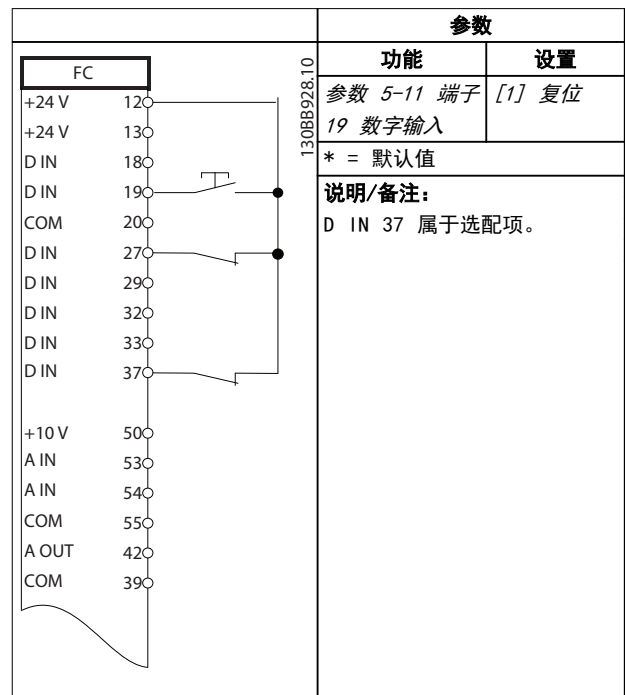 FC
+24 V 12
+24 V 13
D IN 18
D IN 19
COM 20
D IN 27
D IN 29
D IN 32
D IN 33
D IN 37
+10 V 50
A IN 53
A IN 54
COM 55
A OUT 42
COM 39
130BB928.10
参数
功能 设置
参数 5-11 端子 [1] 复位
19 数字输入
* = 默认值
说明/备注:
D IN 37 属于选配项。